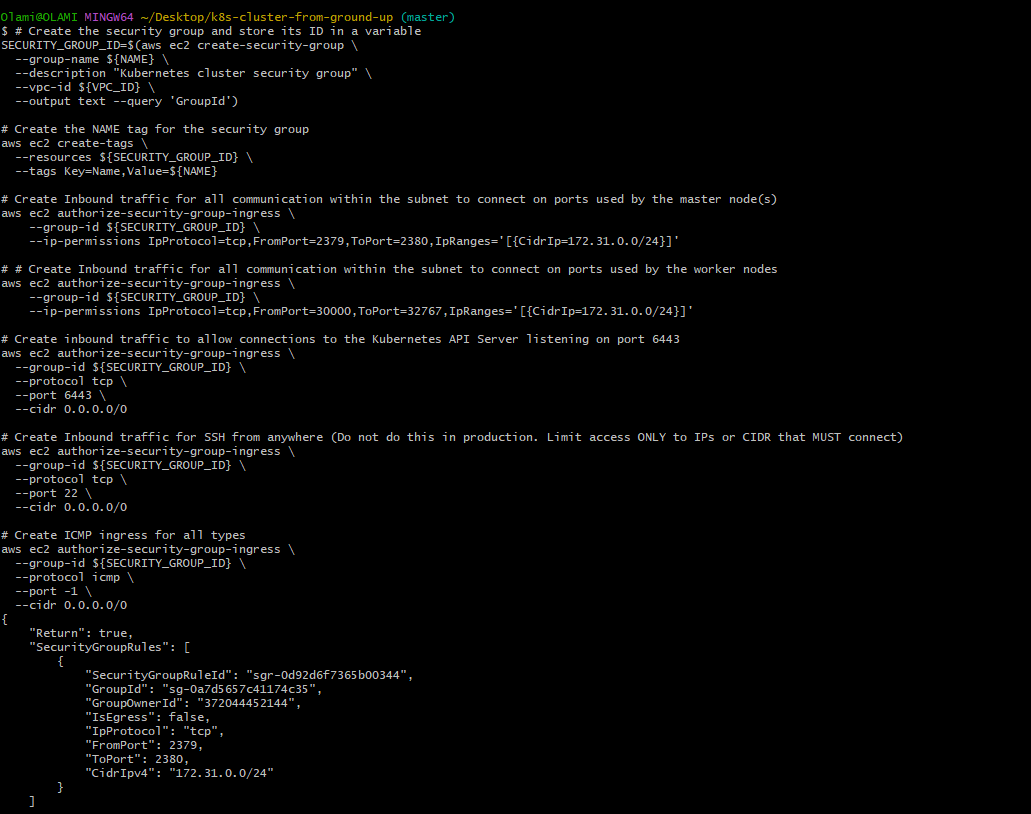 Olami@OLAMI MINGW64 ~/Desktop/k8s-cluster-from-ground-up (master)
$ # Create the security group and store its ID in a variable
SECURITY_GROUP_ID=$(aws ec2 create-security-group \
  --group-name ${NAME} \
  --description "Kubernetes cluster security group" \
  --vpc-id ${VPC_ID} \
  --output text --query 'GroupId')

# Create the NAME tag for the security group
aws ec2 create-tags \
  --resources ${SECURITY_GROUP_ID} \
  --tags Key=Name,Value=${NAME}

# Create Inbound traffic for all communication within the subnet to connect on ports used by the master node(s)
aws ec2 authorize-security-group-ingress \
    --group-id ${SECURITY_GROUP_ID} \
    --ip-permissions IpProtocol=tcp,FromPort=2379,ToPort=2380,IpRanges='[{CidrIp=172.31.0.0/24}]'

# # Create Inbound traffic for all communication within the subnet to connect on ports used by the worker nodes
aws ec2 authorize-security-group-ingress \
    --group-id ${SECURITY_GROUP_ID} \
    --ip-permissions IpProtocol=tcp,FromPort=30000,ToPort=32767,IpRanges='[{CidrIp=172.31.0.0/24}]'

# Create inbound traffic to allow connections to the Kubernetes API Server listening on port 6443
aws ec2 authorize-security-group-ingress \
  --group-id ${SECURITY_GROUP_ID} \
  --protocol tcp \
  --port 6443 \
  --cidr 0.0.0.0/0

# Create Inbound traffic for SSH from anywhere (Do not do this in production. Limit access ONLY to IPs or CIDR that MUST connect)
aws ec2 authorize-security-group-ingress \
  --group-id ${SECURITY_GROUP_ID} \
  --protocol tcp \
  --port 22 \
  --cidr 0.0.0.0/0

# Create ICMP ingress for all types
aws ec2 authorize-security-group-ingress \
  --group-id ${SECURITY_GROUP_ID} \
  --protocol icmp \
  --port -1 \
  --cidr 0.0.0.0/0
{
    "Return": true,
    "SecurityGroupRules": [
        {
            "SecurityGroupRuleId": "sgr-0d92d6f7365b00344",
            "GroupId": "sg-0a7d5657c41174c35",
            "GroupOwnerId": "372044452144",
            "IsEgress": false,
            "IpProtocol": "tcp",
            "FromPort": 2379,
            "ToPort": 2380,
            "CidrIpv4": "172.31.0.0/24"
        }
    ]